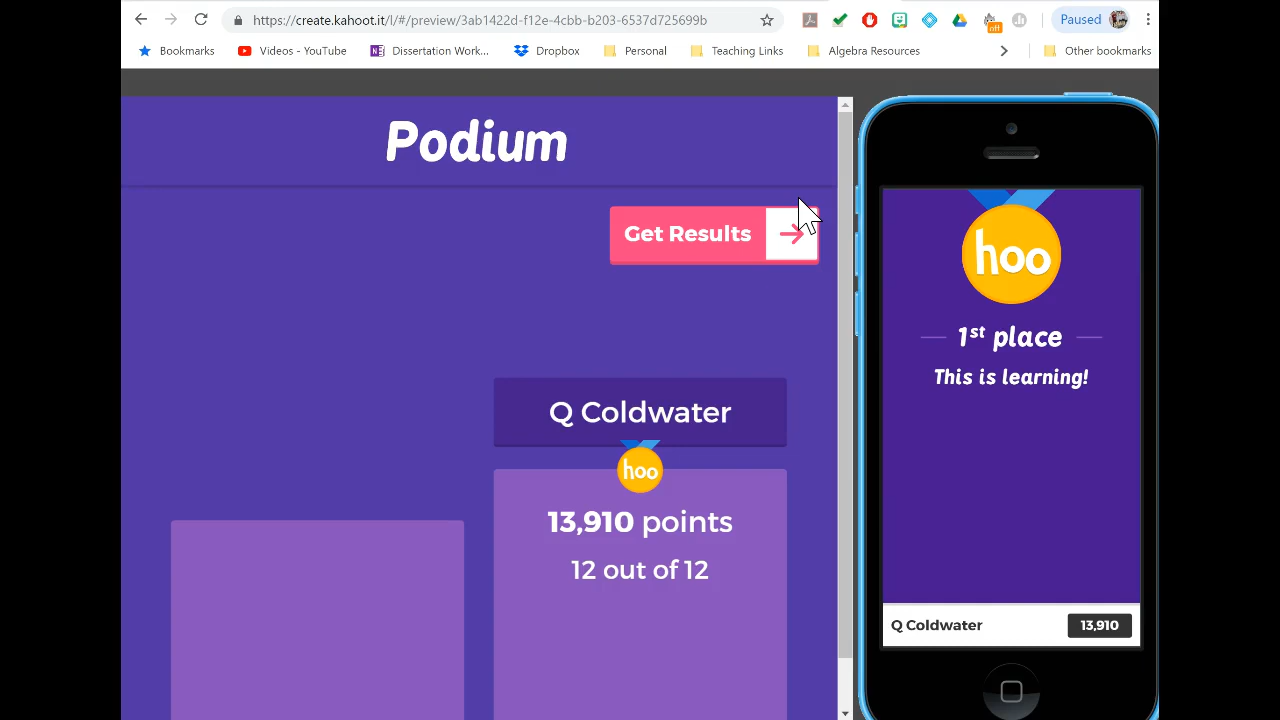 https://create.kahoot.it/l/#/preview/3ab1422d-f12e-4cbb-b203-6537d725699b
off
Paused
Bookmarks
Videos - YouTube
Dissertation Work...
Dropbox
Personal
Teaching Links
Algebra Resources
Other bookmarks
Podium
Get Results
Q Coldwater
hoo
13,910 points
12 out of 12
hoo
1st place
This is learning!
Q Coldwater
13,910